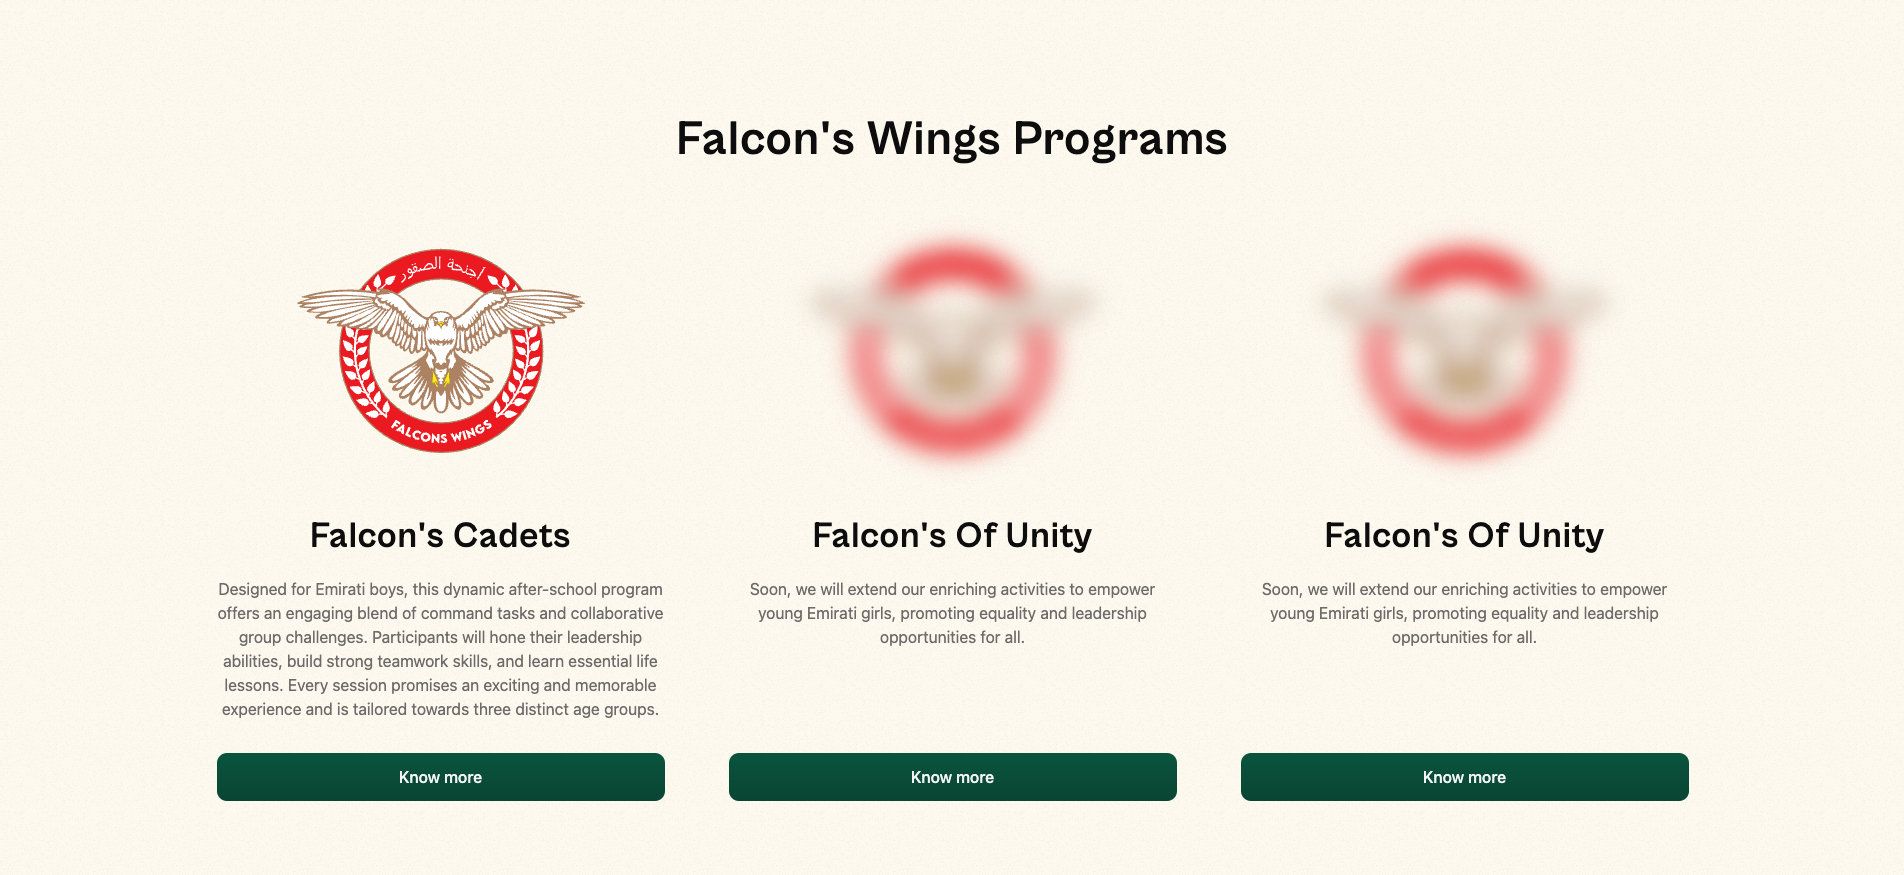 Falcon's Wings Programs
أجنحة الصقور
FALCONS WINGS
Falcon's Cadets
Designed for Emirati boys, this dynamic after-school program
offers an engaging blend of command tasks and collaborative
group challenges. Participants will hone their leadership
abilities, build strong teamwork skills, and learn essential life
lessons. Every session promises an exciting and memorable
experience and is tailored towards three distinct age groups.
Know more
Falcon's Of Unity
Soon, we will extend our enriching activities to empower
young Emirati girls, promoting equality and leadership
opportunities for all.
Know more
Falcon's Of Unity
Soon, we will extend our enriching activities to empower
young Emirati girls, promoting equality and leadership
opportunities for all.
Know more